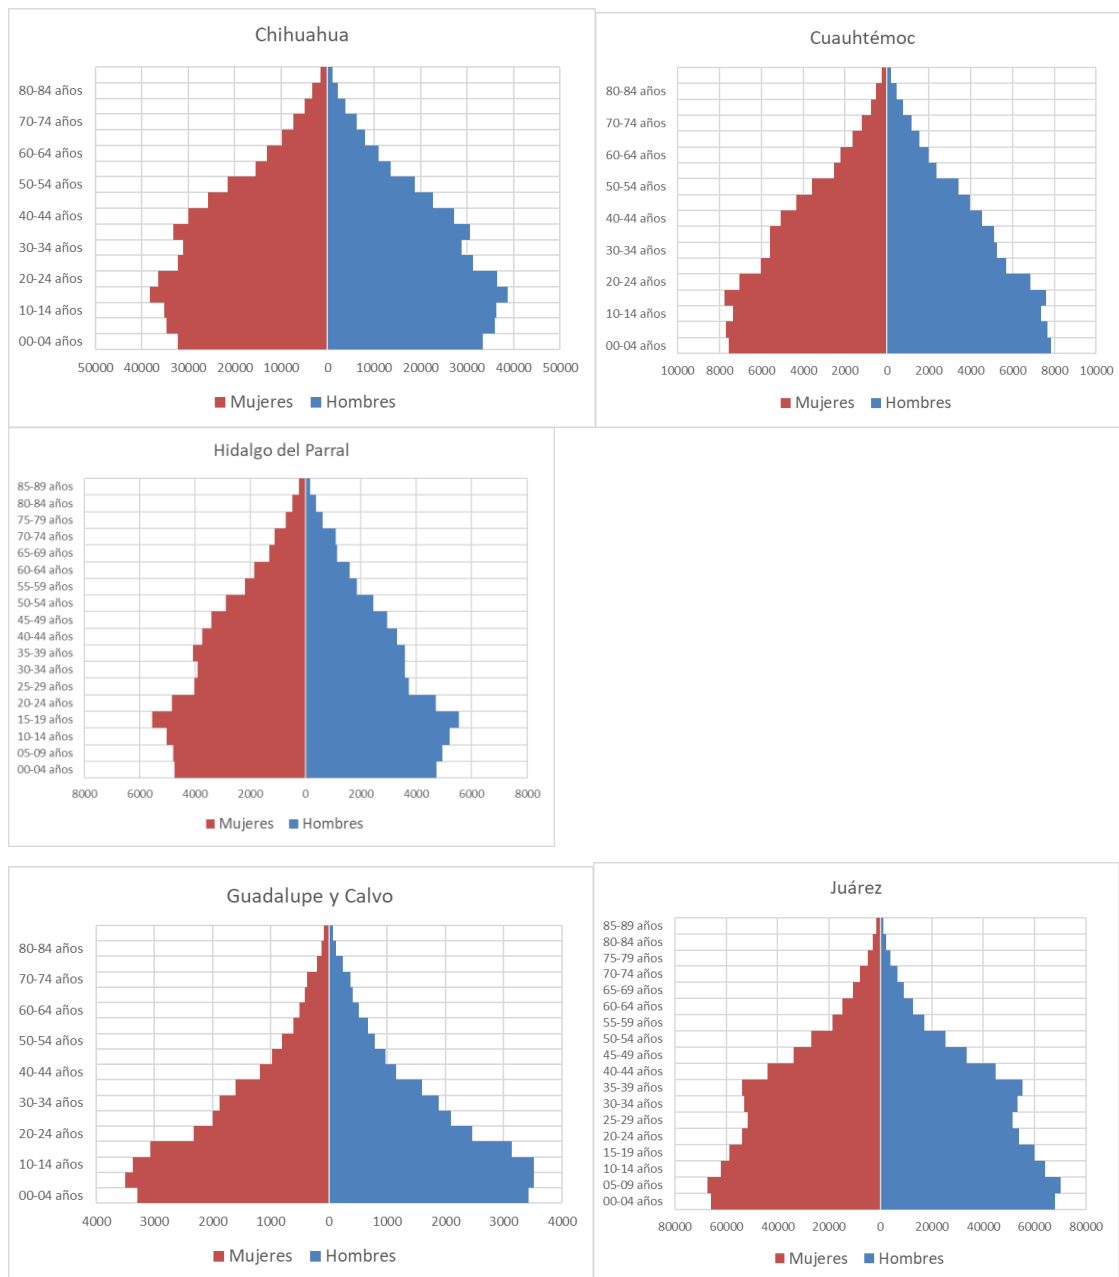 Chihuahua
80-84 años
70-74 años
60-64 años
50-54 años
40-44 años
30-34 años
20-24 años
10-14 años
00-04 años
50000 40000 30000 20000 10000 0 10000 20000 30000 40000 50000
Mujeres Hombres
Cuauhtémoc
80-84 años
70-74 años
60-64 años
50-54 años
40-44 años
30-34 años
20-24 años
10-14 años
00-04 años
10000 8000 6000 4000 2000 0 2000 4000 6000 8000 10000
Mujeres Hombres
Hidalgo del Parral
85-89 años
80-84 años
75-79 años
70-74 años
65-69 años
60-64 años
55-59 años
50-54 años
45-49 años
40-44 años
35-39 años
30-34 años
25-29 años
20-24 años
15-19 años
10-14 años
05-09 años
00-04 años
8000 6000 4000 2000 0 2000 4000 6000 8000
Mujeres Hombres
Guadalupe y Calvo
80-84 años
70-74 años
60-64 años
50-54 años
40-44 años
30-34 años
20-24 años
10-14 años
00-04 años
4000 3000 2000 1000 0 1000 2000 3000 4000
Mujeres Hombres
Juárez
85-89 años
80-84 años
75-79 años
70-74 años
65-69 años
60-64 años
55-59 años
50-54 años
45-49 años
40-44 años
35-39 años
30-34 años
25-29 años
20-24 años
15-19 años
10-14 años
05-09 años
00-04 años
80000 60000 40000 20000 0 20000 40000 60000 80000
Mujeres Hombres